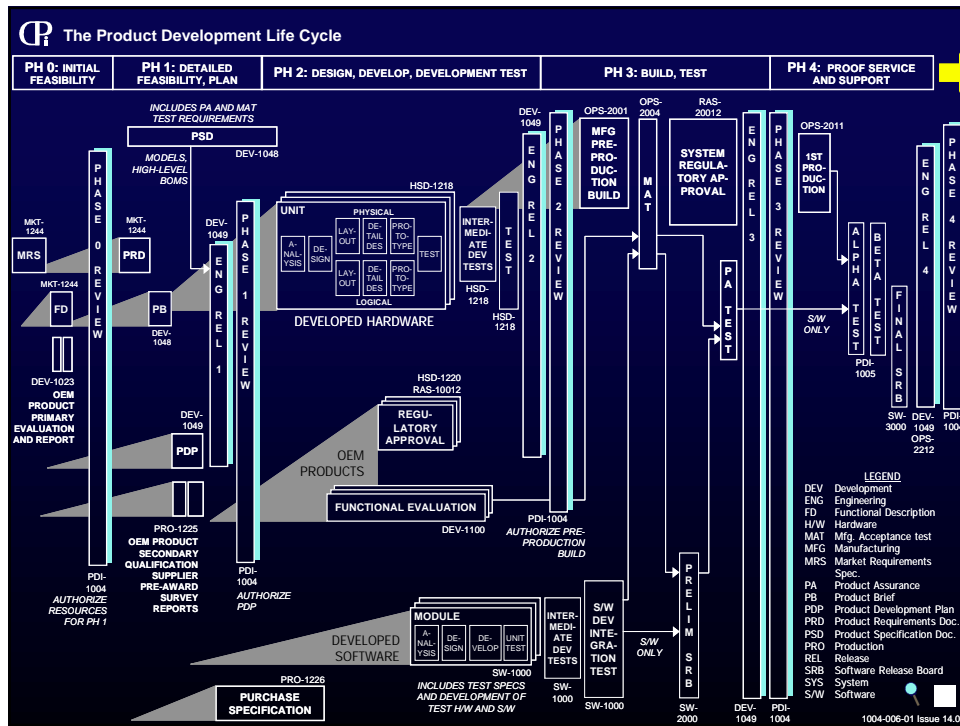 CPi The Product Development Life Cycle
PH 0: INITIAL
FEASIBILITY
PH 1: DETAILED
FEASIBILITY, PLAN
PH 2: DESIGN, DEVELOP, DEVELOPMENT TEST
PH 3: BUILD, TEST
PH 4: PROOF SERVICE
AND SUPPORT
INCLUDES PA AND MAT
TEST REQUIREMENTS
PSD
DEV-1048
MODELS,
HIGH-LEVEL
BOMS
MKT-
1244
MRS
MKT-1244
FD
DEV-1023
OEM
PRODUCT
PRIMARY
EVALUATION
AND REPORT
PHASE 0 REVIEW
PDI-
1004
AUTHORIZE
RESOURCES
FOR PH 1
MKT-
1244
PRD
PB
DEV-
1048
DEV-
1049
PDP
PRO-1225
OEM PRODUCT
SECONDARY
QUALIFICATION
SUPPLIER
PRE-AWARD
SURVEY
REPORTS
DEV-
1049
ENG REL 1
PHASE 1 REVIEW
PDI-
1004
AUTHORIZE
PDP
HSD-1218
UNIT
PHYSICAL
A-
NAL-
YSIS
DE-
SIGN
LAY-
OUT
DE-
TAIL
DES
PRO-
TO-
TYPE
TEST
LAY-
OUT
DE-
TAIL
DES
PRO-
TO-
TYPE
LOGICAL
DEVELOPED HARDWARE
INTER-
MEDIATE
DEV
TESTS
HSD-
1218
TEST
HSD-
1218
HSD-1220
RAS-10012
REGU-
LATORY
APPROVAL
OEM
PRODUCTS
FUNCTIONAL EVALUATION
DEV-1100
DEV-
1049
ENG REL 2
PHASE 2 REVIEW
PDI-1004
AUTHORIZE PRE-
PRODUCTION
BUILD
DEVELOPED
SOFTWARE
MODULE
A-
NAL-
YSIS
DE-
SIGN
DE-
VELOP
UNIT
TEST
SW-1000
INCLUDES TEST SPECS
AND DEVELOPMENT OF
TEST H/W AND S/W
INTER-
MEDIATE
DEV
TESTS
SW-
1000
S/W
DEV
INTE-
GRATION
TEST
SW-1000
PRO-1226
PURCHASE
SPECIFICATION
OPS-2001
MFG
PRE-
PRO-
DUC-
TION
BUILD
OPS-
2004
MAT
RAS-
20012
SYSTEM
REGULA-
TORY AP-
PROVAL
PA TEST
S/W
ONLY
PRELIM SRB
SW-
2000
ENG REL 3
DEV-
1049
PHASE 3 REVIEW
PDI-
1004
OPS-2011
1ST
PRO-
DUC-
TION
S/W
ONLY
ALPHA TEST
BETA TEST
PDI-
1005
FINAL SRB
SW-
3000
ENG REL 4
DEV-
1049
OPS-
2212
PHASE 4 REVIEW
PDI-
1004
LEGEND
DEV Development
ENG Engineering
FD Functional Description
H/W Hardware
MAT Mfg. Acceptance test
MFG Manufacturing
MRS Market Requirements
Spec.
PA Product Assurance
PB Product Brief
PDP Product Development Plan
PRD Product Requirements Doc.
PSD Product Specification Doc.
PRO Production
REL Release
SRB Software Release Board
SYS System
S/W Software
1004-006-01 Issue 14.0